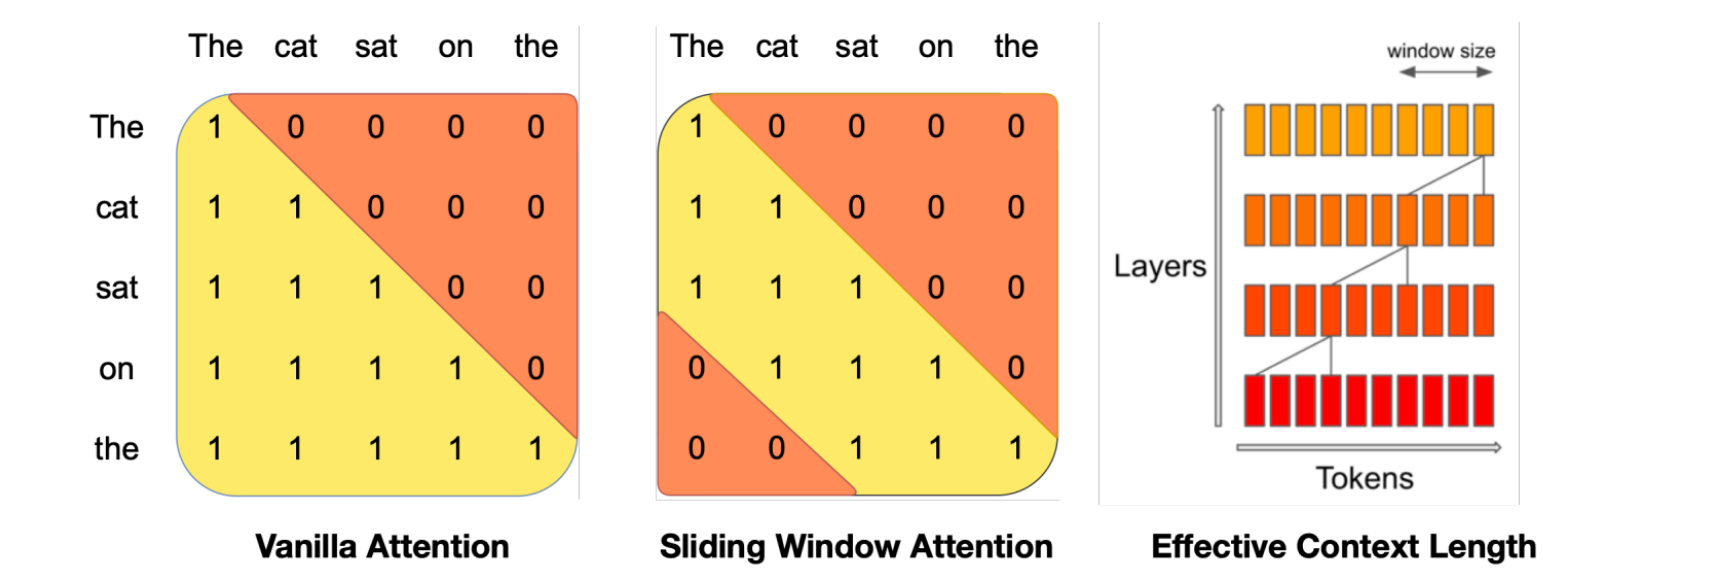 The cat sat on the
The 1 0 0 0 0
cat 1 1 0 0 0
sat 1 1 1 0 0
on 1 1 1 1 0
the 1 1 1 1 1
Vanilla Attention
The cat sat on the
1 0 0 0 0
1 1 0 0 0
1 1 1 0 0
0 1 1 1 0
0 0 1 1 1
Sliding Window Attention
window size
Layers
Tokens
Effective Context Length